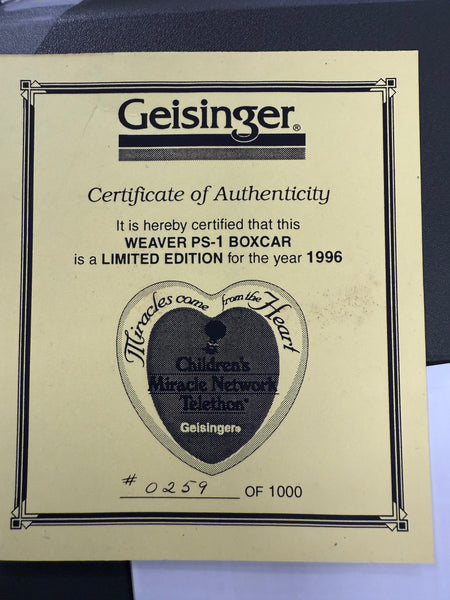 Geisinger®
Certificate of Authenticity
It is hereby certified that this
WEAVER PS-1 BOXCAR
is a LIMITED EDITION for the year 1996
Miracles come from the Heart
Children's
Miracle Network
Telethon®
Geisinger®
# 0259 OF 1000